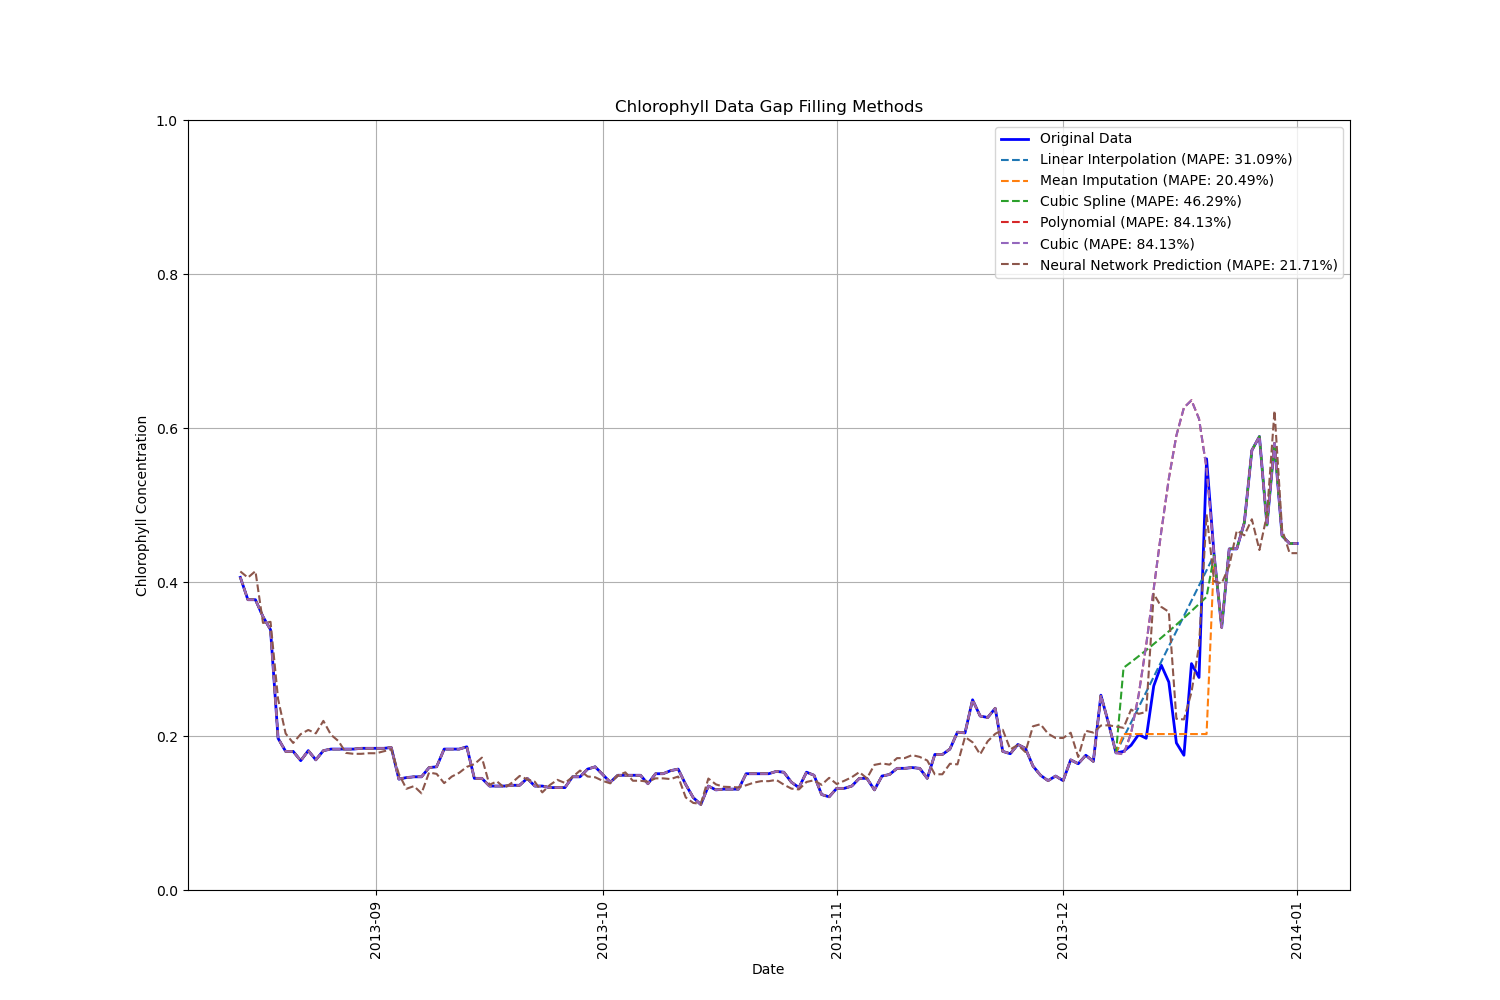 Chlorophyll Data Gap Filling Methods
Original Data
Linear Interpolation (MAPE: 31.09%)
Mean Imputation (MAPE: 20.49%)
Cubic Spline (MAPE: 46.29%)
Polynomial (MAPE: 84.13%)
Cubic (MAPE: 84.13%)
Neural Network Prediction (MAPE: 21.71%)
Chlorophyll Concentration
1.0
0.8
0.6
0.4
0.2
0.0
2013-09
2013-10
2013-11
2013-12
2014-01
Date